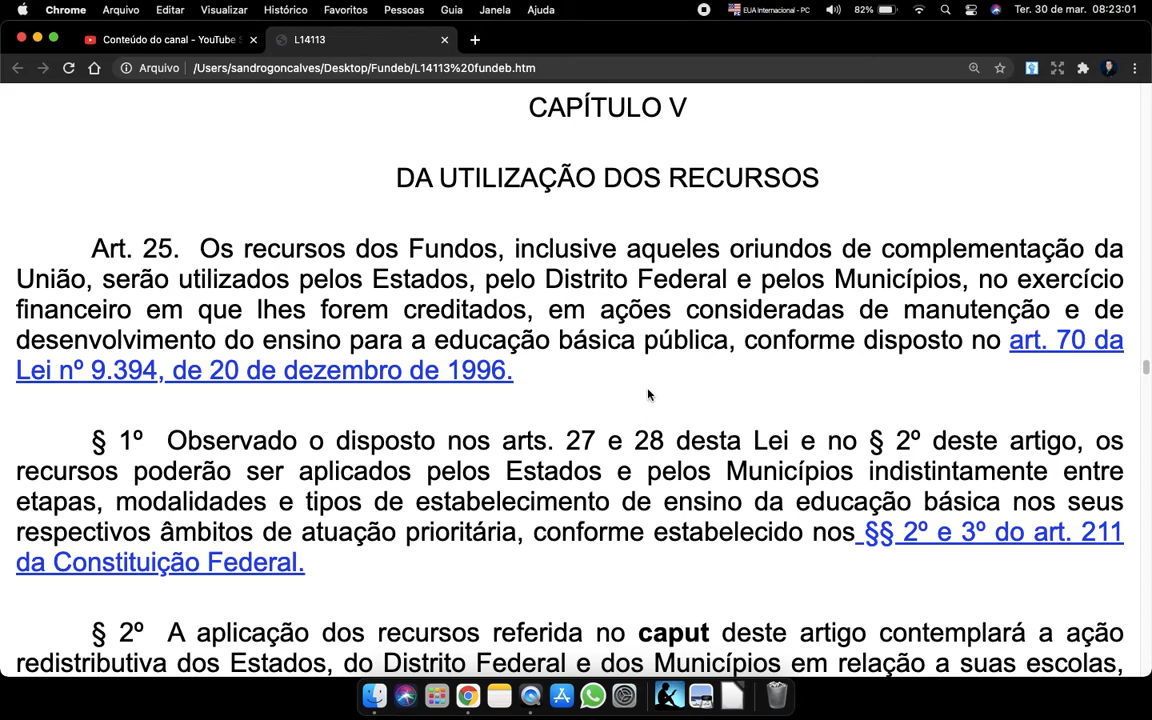 Chrome Arquivo Editar Visualizar Histórico Favoritos Pessoas Guia Janela Ajuda EUA Internacional - PC 82% Ter. 30 de mar. 08:23:01
Conteúdo do canal - YouTube L14113
Arquivo /Users/sandrogoncalves/Desktop/Fundeb/L14113%20fundeb.htm
CAPÍTULO V
DA UTILIZAÇÃO DOS RECURSOS
Art. 25. Os recursos dos Fundos, inclusive aqueles oriundos de complementação da
União, serão utilizados pelos Estados, pelo Distrito Federal e pelos Municípios, no exercício
financeiro em que lhes forem creditados, em ações consideradas de manutenção e de
desenvolvimento do ensino para a educação básica pública, conforme disposto no art. 70 da
Lei nº 9.394, de 20 de dezembro de 1996.
§ 1º Observado o disposto nos arts. 27 e 28 desta Lei e no § 2º deste artigo, os
recursos poderão ser aplicados pelos Estados e pelos Municípios indistintamente entre
etapas, modalidades e tipos de estabelecimento de ensino da educação básica nos seus
respectivos âmbitos de atuação prioritária, conforme estabelecido nos §§ 2º e 3º do art. 211
da Constituição Federal.
§ 2º A aplicação dos recursos referida no caput deste artigo contemplará a ação
redistributiva dos Estados, do Distrito Federal e dos Municípios em relação a suas escolas,